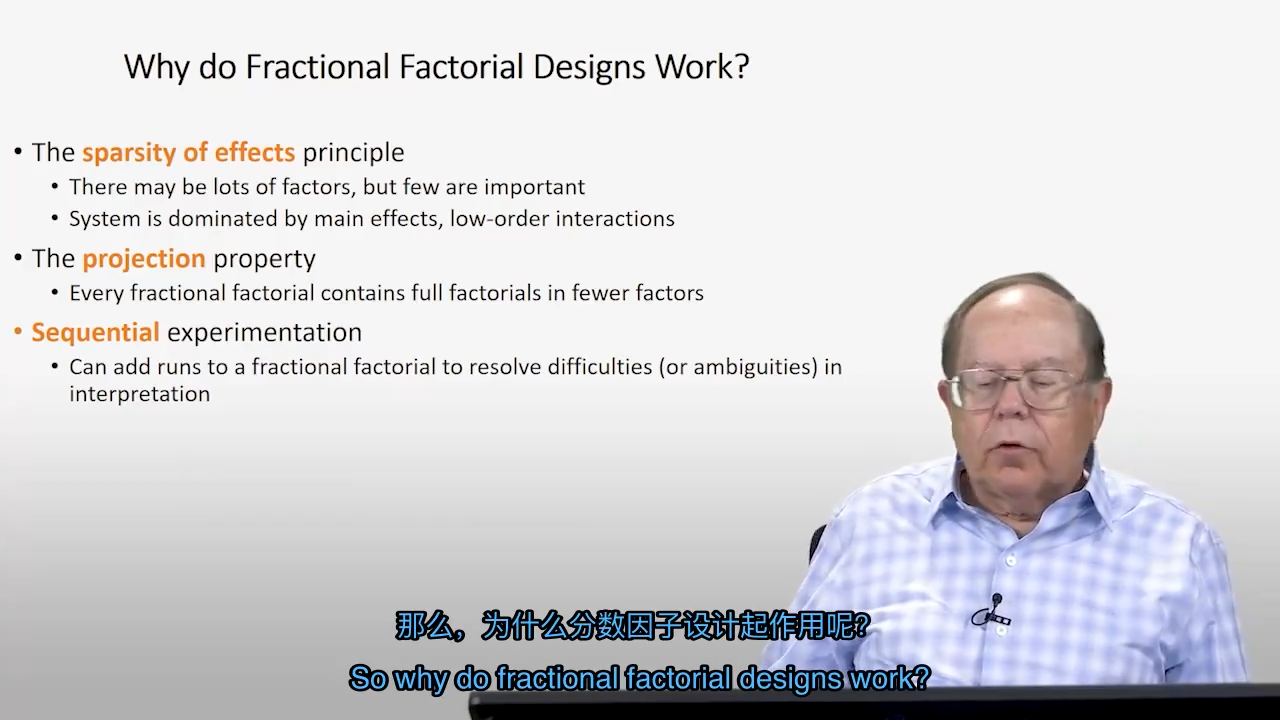 Why do Fractional Factorial Designs Work?
• The sparsity of effects principle
• There may be lots of factors, but few are important
• System is dominated by main effects, low-order interactions
• The projection property
• Every fractional factorial contains full factorials in fewer factors
• Sequential experimentation
• Can add runs to a fractional factorial to resolve difficulties (or ambiguities) in
interpretation
那么，为什么分数因子设计起作用呢？
So why do fractional factorial designs work?